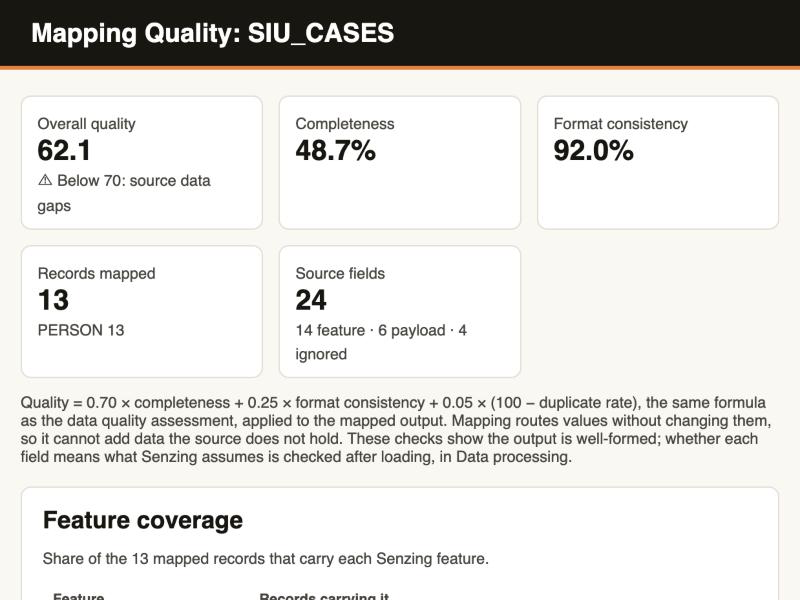 Mapping Quality: SIU_CASES
Overall quality
62.1
⚠ Below 70: source data
gaps
Completeness
48.7%
Format consistency
92.0%
Records mapped
13
PERSON 13
Source fields
24
14 feature · 6 payload · 4
ignored
Quality = 0.70 × completeness + 0.25 × format consistency + 0.05 × (100 − duplicate rate), the same formula
as the data quality assessment, applied to the mapped output. Mapping routes values without changing them,
so it cannot add data the source does not hold. These checks show the output is well-formed; whether each
field means what Senzing assumes is checked after loading, in Data processing.
Feature coverage
Share of the 13 mapped records that carry each Senzing feature.
Feature Records carrying it